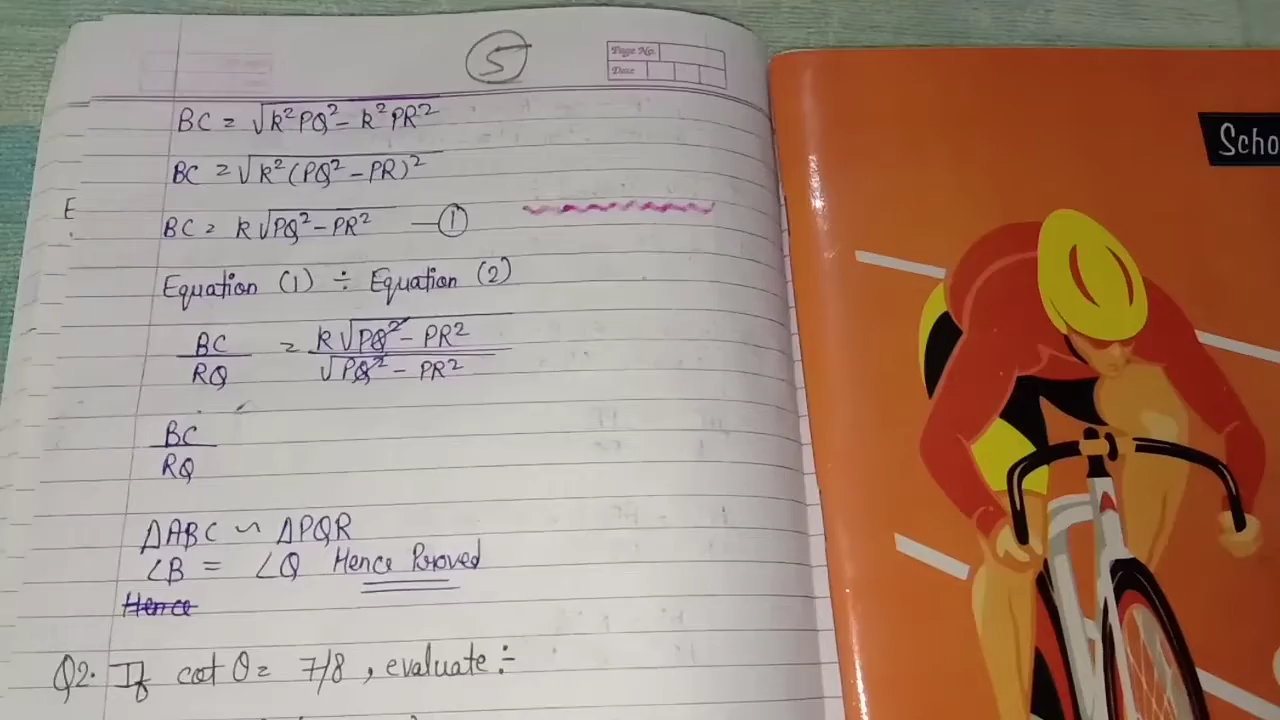 5
Page No.
Date
BC = √k²PQ² - k²PR²
BC = √k²(PQ² - PR)²
E
BC = k√PQ² - PR² — ①
Equation (1) ÷ Equation (2)
BC/RQ = k√PQ² - PR²/√PQ² - PR²
BC/RQ
ΔABC ∽ ΔPQR
∠B = ∠Q Hence Proved
Hence
Q2. If cot θ = 7/8, evaluate :-
Scho